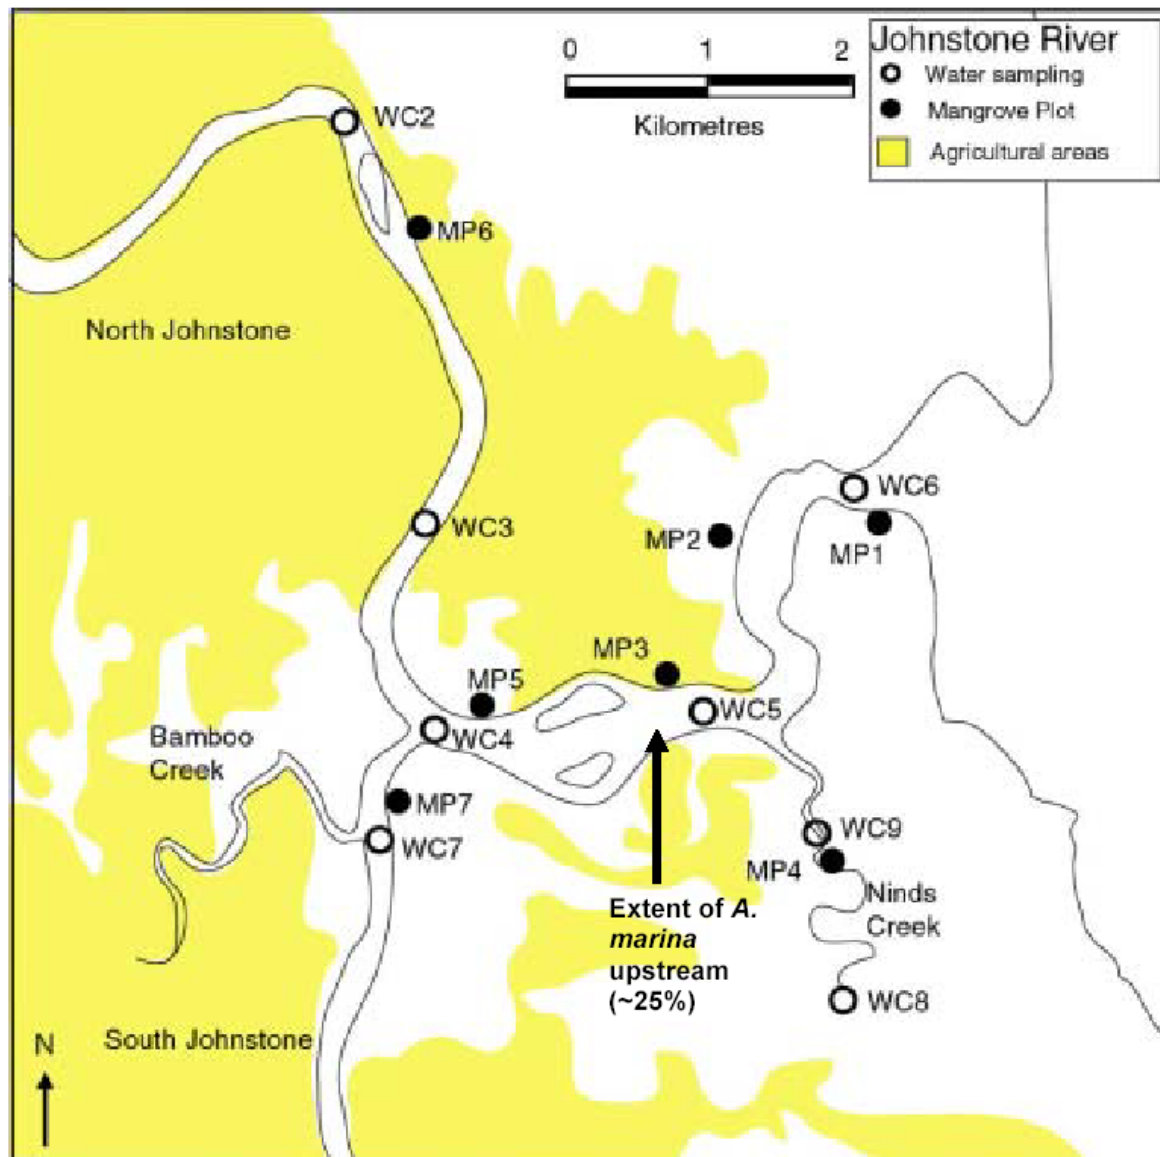 0 1 2
Kilometres
Johnstone River
Water sampling
Mangrove Plot
Agricultural areas
WC2
MP6
North Johnstone
WC6
WC3
MP2
MP1
MP3
MP5
WC5
WC4
Bamboo
Creek
MP7
WC7
WC9
MP4
Ninds
Creek
Extent of A.
marina
upstream
(~25%)
WC8
South Johnstone
N